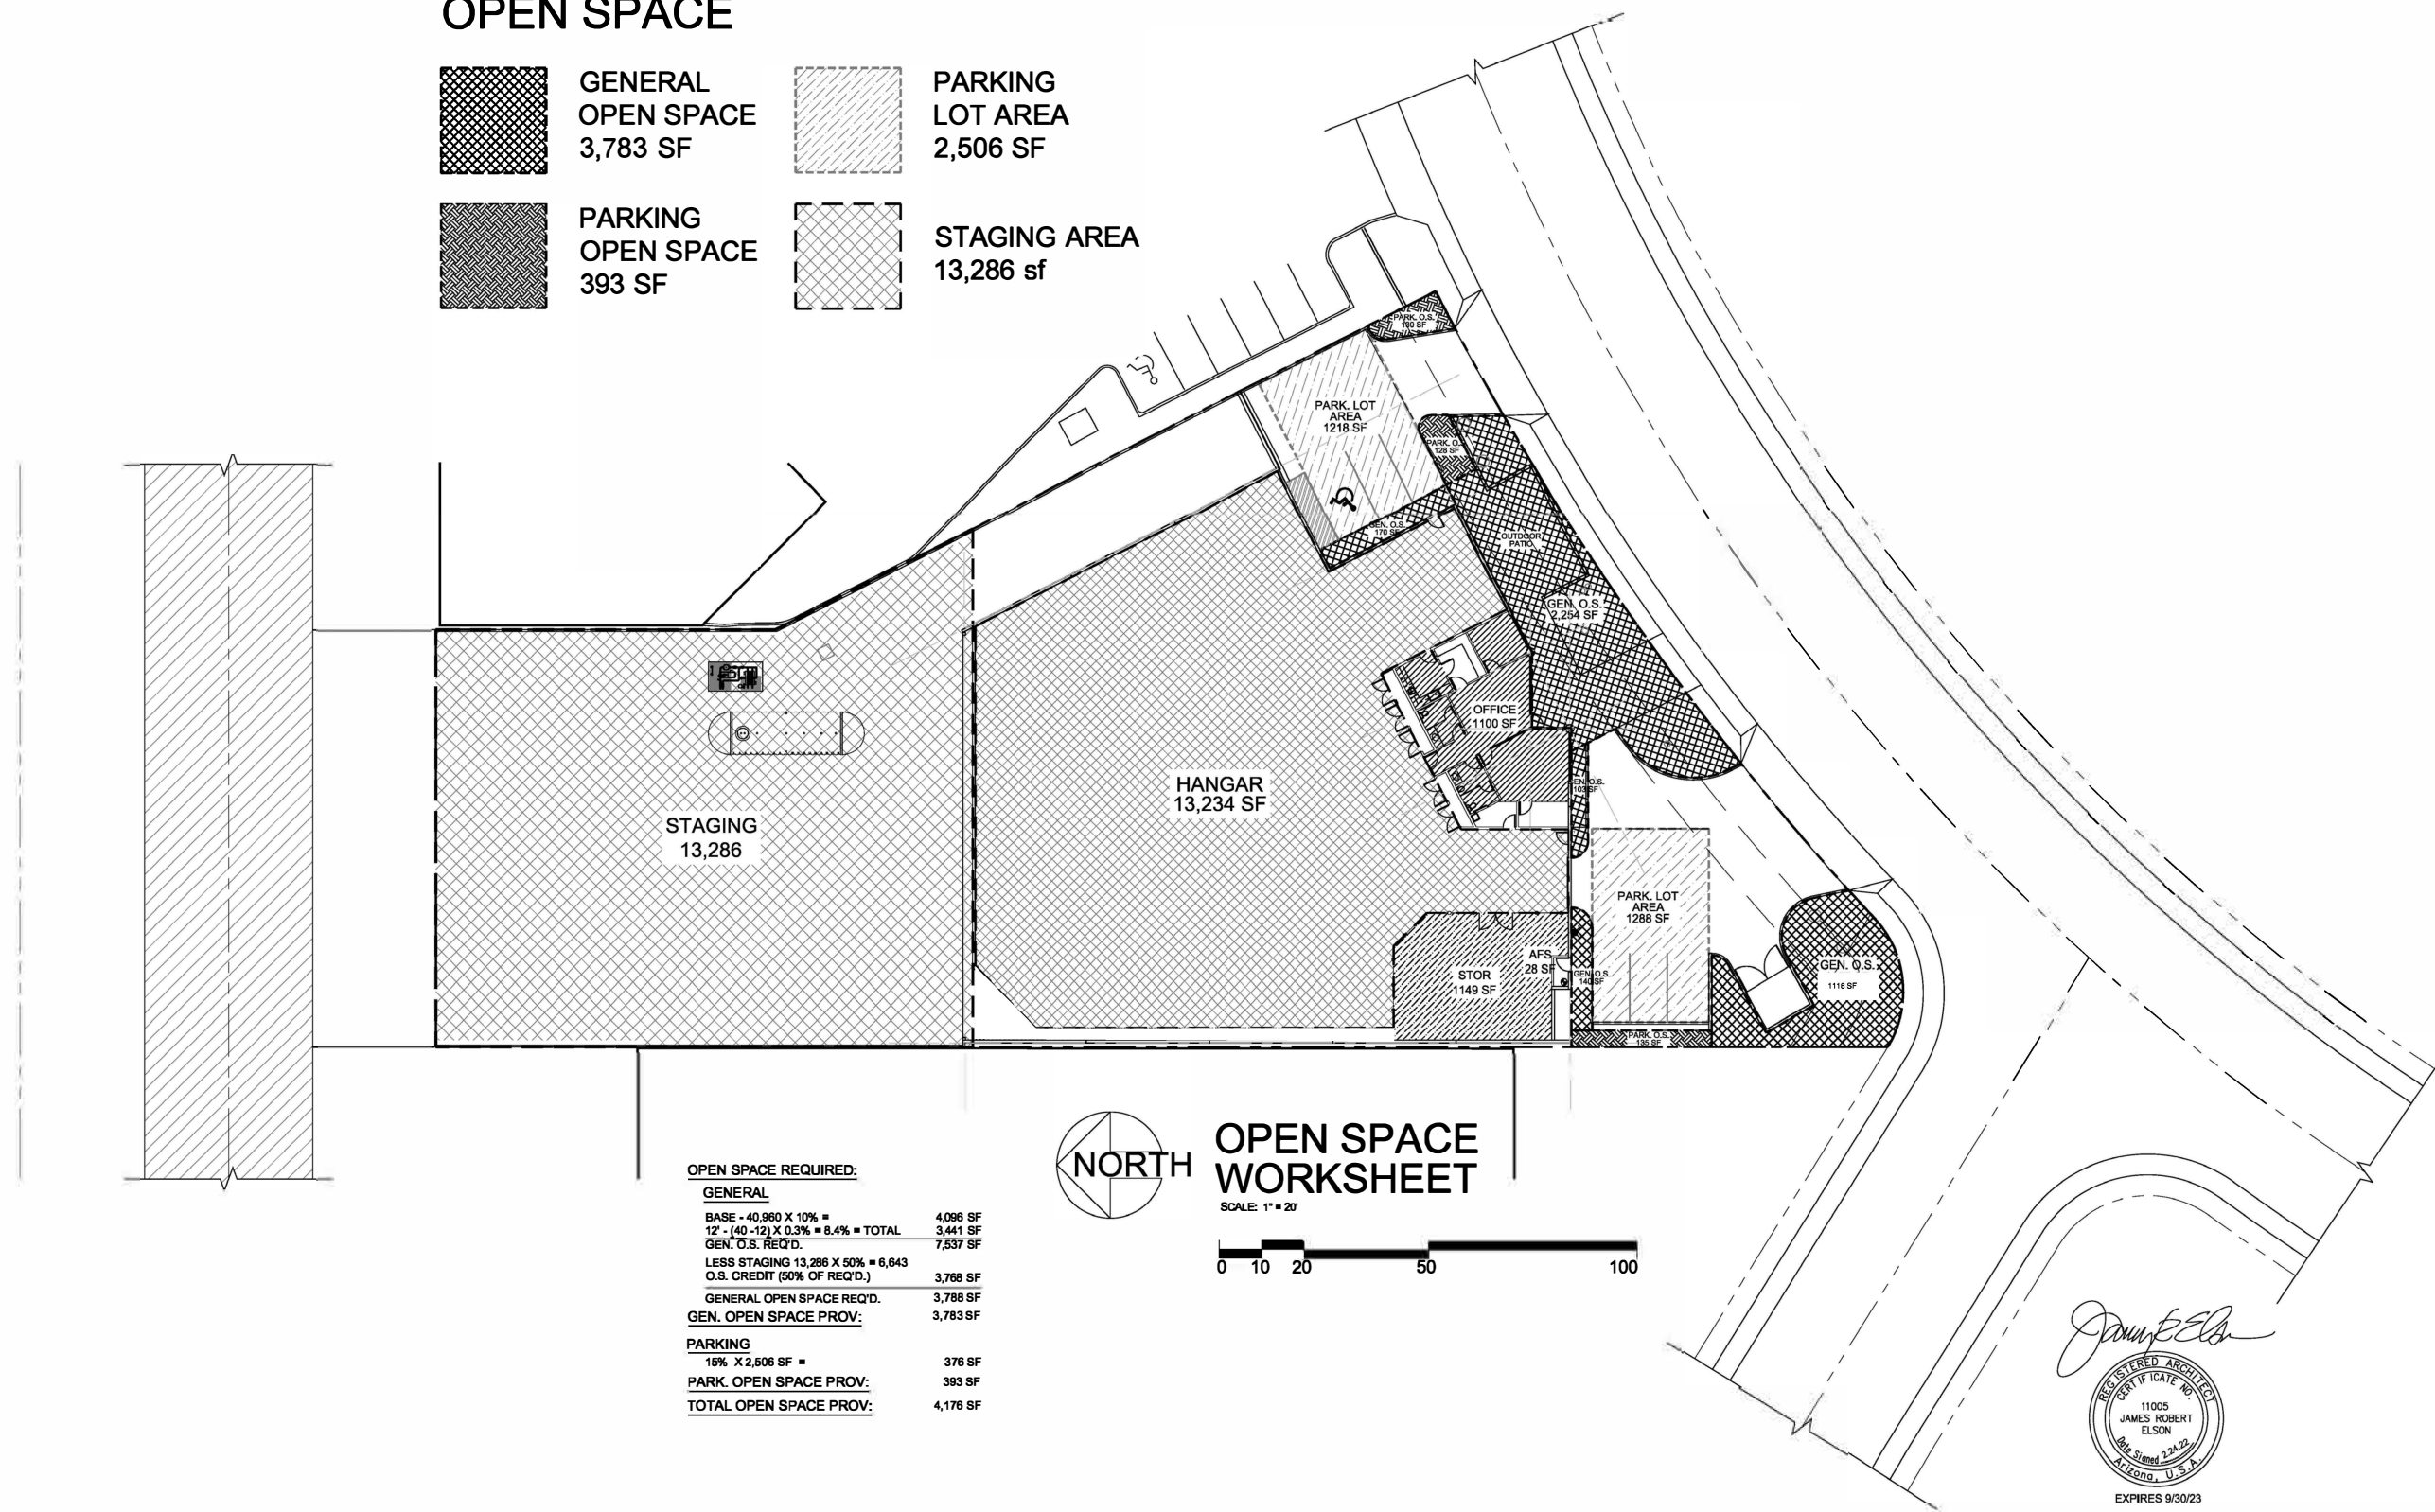 OPEN SPACE
GENERAL
OPEN SPACE
3,783 SF
PARKING
LOT AREA
2,506 SF
PARKING
OPEN SPACE
393 SF
STAGING AREA
13,286 sf
PARK. O.S.
130 SF
PARK. LOT
AREA
1218 SF
PARK. O.S.
128 SF
GEN. O.S.
170 SF
OUTDOOR
PATIO
GEN. O.S.
2,254 SF
OFFICE
1100 SF
GEN. O.S.
103 SF
HANGAR
13,234 SF
STAGING
13,286
PARK. LOT
AREA
1288 SF
AFS
28 SF
STOR
1149 SF
GEN. O.S.
140 SF
GEN. O.S.
1116 SF
PARK. O.S.
135 SF
NORTH
OPEN SPACE
WORKSHEET
SCALE: 1" = 20'
0 10 20 50 100
OPEN SPACE REQUIRED:
GENERAL
BASE - 40,960 X 10% = 4,096 SF
12' - (40 -12) X 0.3% = 8.4% = TOTAL 3,441 SF
GEN. O.S. REQ'D. 7,537 SF
LESS STAGING 13,286 X 50% = 6,643
O.S. CREDIT (50% OF REQ'D.) 3,768 SF
GENERAL OPEN SPACE REQ'D. 3,788 SF
GEN. OPEN SPACE PROV: 3,783 SF
PARKING
15% X 2,506 SF = 376 SF
PARK. OPEN SPACE PROV: 393 SF
TOTAL OPEN SPACE PROV: 4,176 SF
REGISTERED ARCHITECT
CERTIFICATE NO.
11005
JAMES ROBERT
ELSON
Date Signed 2.24.22
Arizona, U.S.A.
EXPIRES 9/30/23